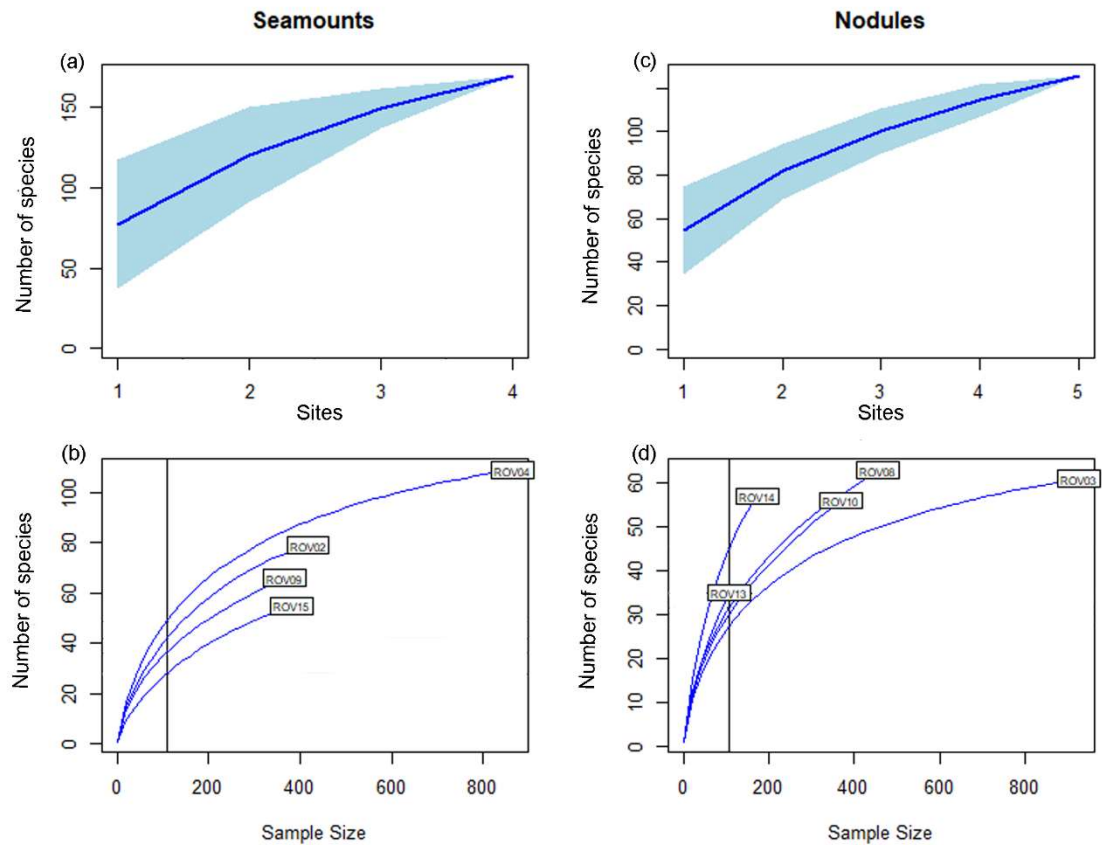 Seamounts
Nodules
(a)
Number of species
150
100
50
0
1 2 3 4
Sites
(c)
Number of species
100
80
60
40
20
0
1 2 3 4 5
Sites
(b)
Number of species
100
80
60
40
20
0
ROV04
ROV02
ROV09
ROV15
0 200 400 600 800
Sample Size
(d)
Number of species
60
50
40
30
20
10
0
ROV14
ROV08
ROV03
ROV10
ROV13
0 200 400 600 800
Sample Size